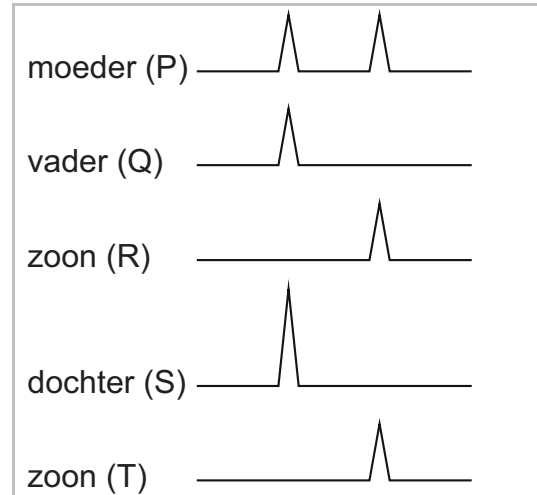 moeder (P)
vader (Q)
zoon (R)
dochter (S)
zoon (T)